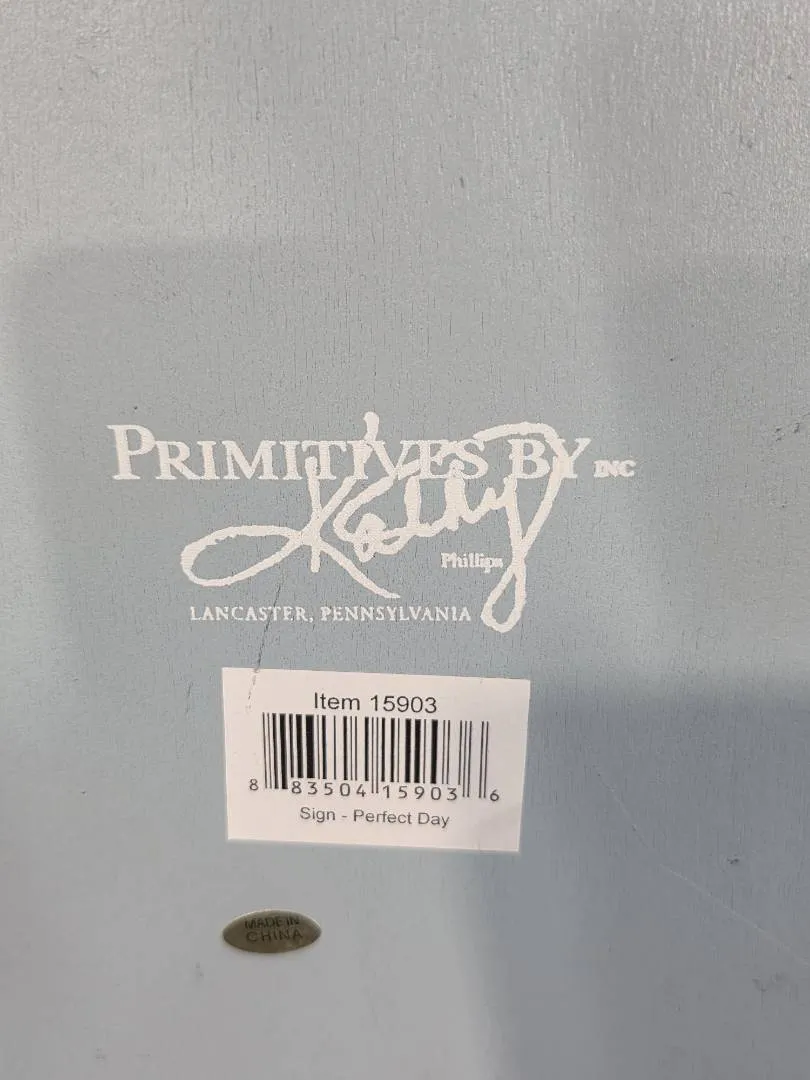 PRIMITIVES BY INC
Kathy
Phillips
LANCASTER, PENNSYLVANIA
Item 15903
8 83504 15903 6
Sign - Perfect Day
MADE IN
CHINA